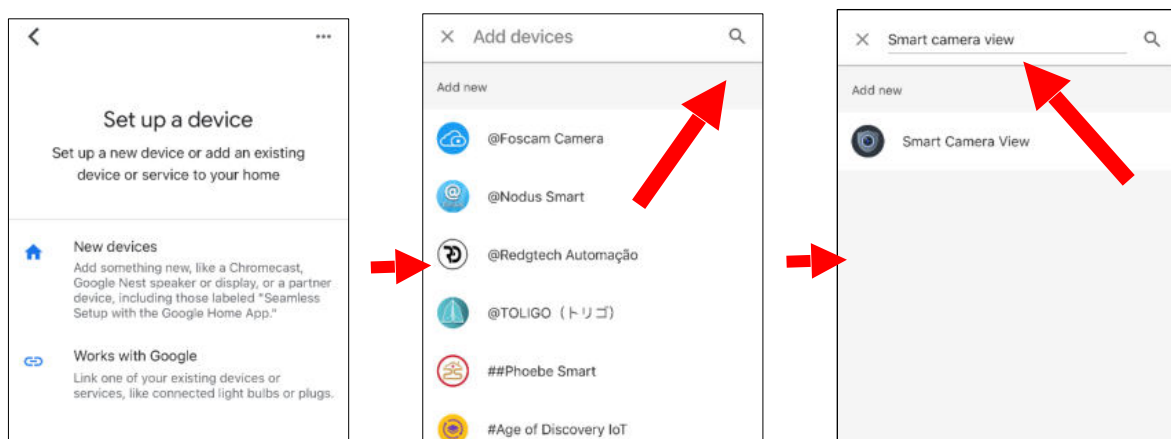 Set up a device
Set up a new device or add an existing
device or service to your home
New devices
Add something new, like a Chromecast,
Google Nest speaker or display, or a partner
device, including those labeled "Seamless
Setup with the Google Home App."
Works with Google
Link one of your existing devices or
services, like connected light bulbs or plugs.
Add devices
Add new
@Foscam Camera
@Nodus Smart
@Redgtech Automação
@TOLIGO（トリゴ）
##Phoebe Smart
#Age of Discovery IoT
Smart camera view
Add new
Smart Camera View